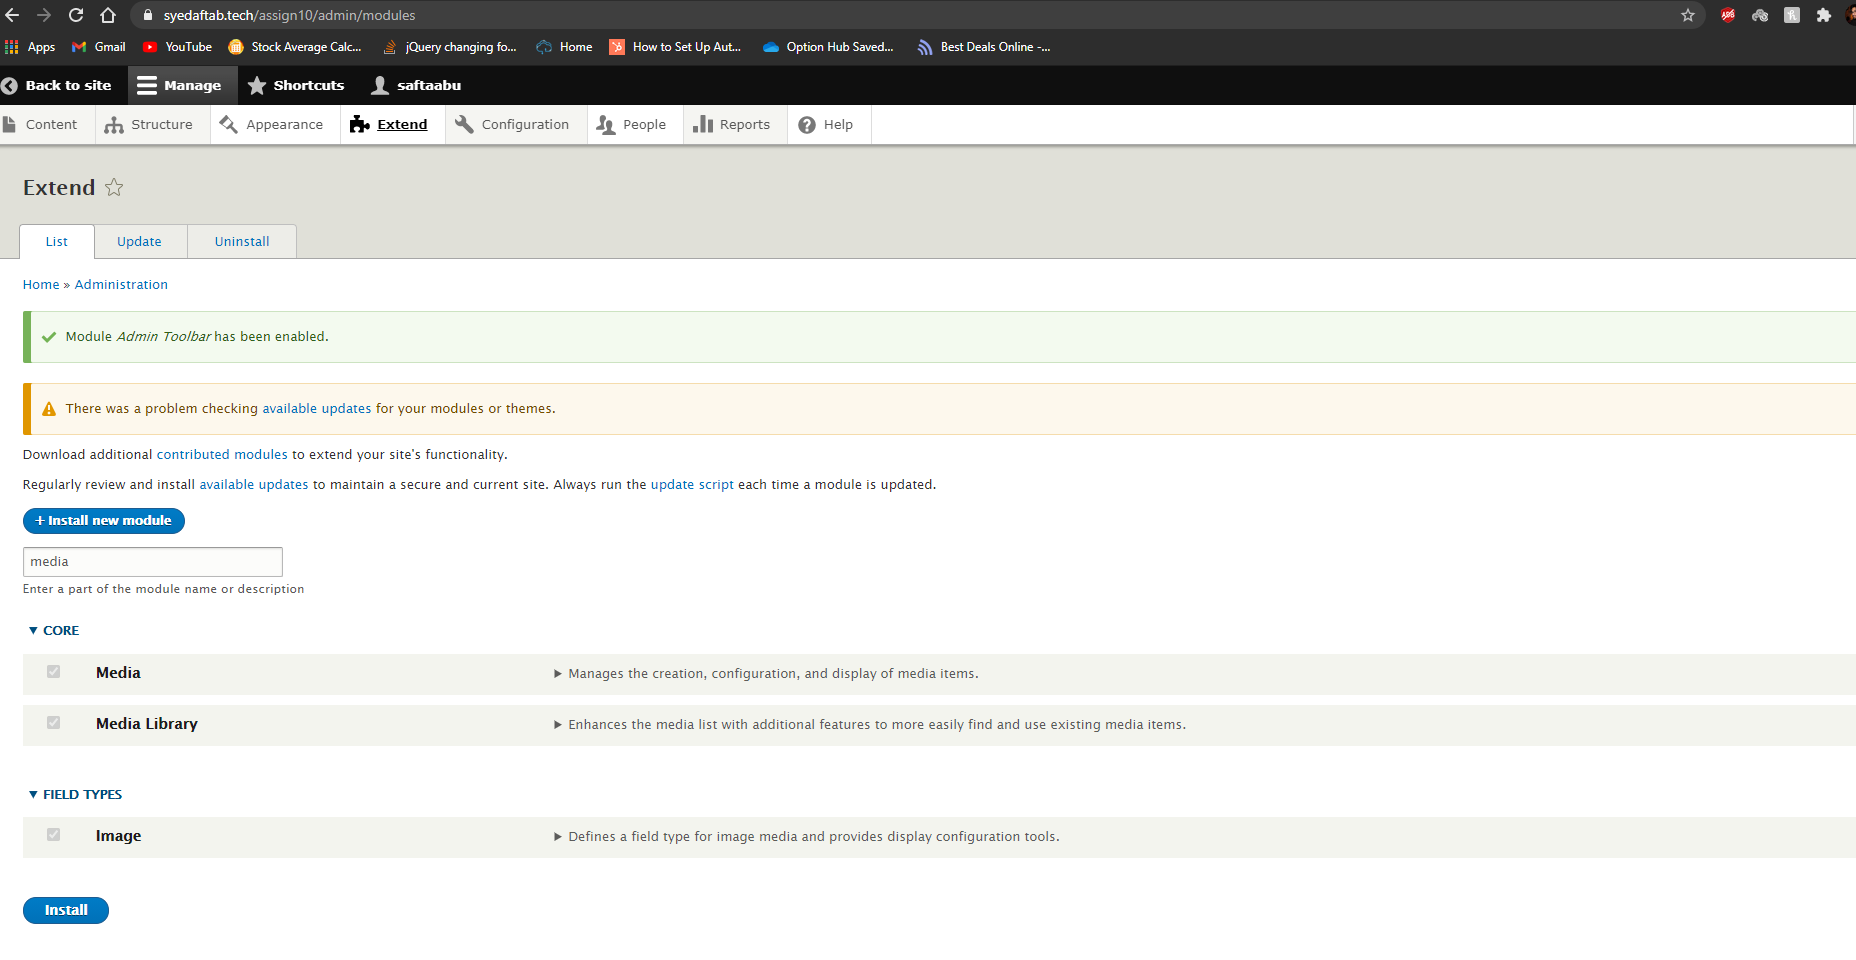 syedaftab.tech/assign10/admin/modules
Apps Gmail YouTube Stock Average Calc... jQuery changing fo... Home How to Set Up Aut... Option Hub Saved... Best Deals Online -...
Back to site Manage Shortcuts saftaabu
Content Structure Appearance Extend Configuration People Reports Help
Extend
List Update Uninstall
Home » Administration
Module Admin Toolbar has been enabled.
There was a problem checking available updates for your modules or themes.
Download additional contributed modules to extend your site's functionality.
Regularly review and install available updates to maintain a secure and current site. Always run the update script each time a module is updated.
+ Install new module
media
Enter a part of the module name or description
▼ CORE
Media ► Manages the creation, configuration, and display of media items.
Media Library ► Enhances the media list with additional features to more easily find and use existing media items.
▼ FIELD TYPES
Image ► Defines a field type for image media and provides display configuration tools.
Install